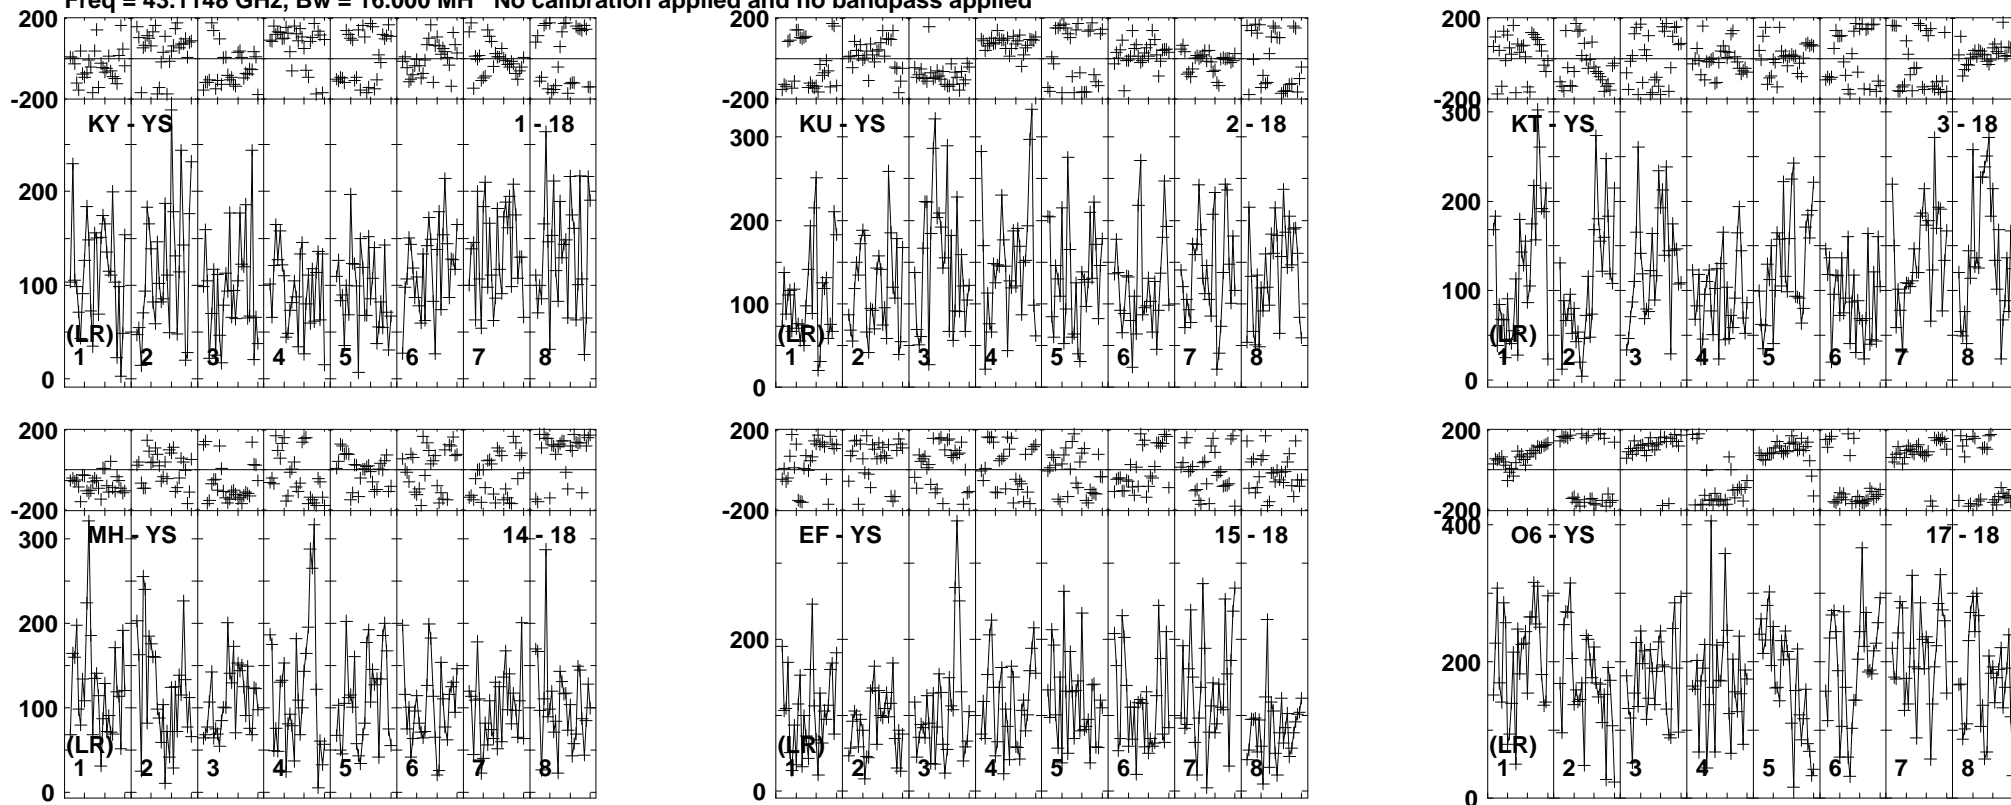 Freq = 43.1148 GHz, Bw = 16.000 MH No calibration applied and no bandpass applied
200
-200
KY - YS
1 - 18
200
100
0
(LR)
1 2 3 4 5 6 7 8
200
-200
KU - YS
2 - 18
300
200
100
0
(LR)
1 2 3 4 5 6 7 8
200
-200
300
KT - YS
3 - 18
200
100
0
(LR)
1 2 3 4 5 6 7 8
200
-200
MH - YS
14 - 18
300
200
100
0
(LR)
1 2 3 4 5 6 7 8
200
-200
EF - YS
15 - 18
200
0
(LR)
1 2 3 4 5 6 7 8
200
-200
400
O6 - YS
17 - 18
200
0
(LR)
1 2 3 4 5 6 7 8